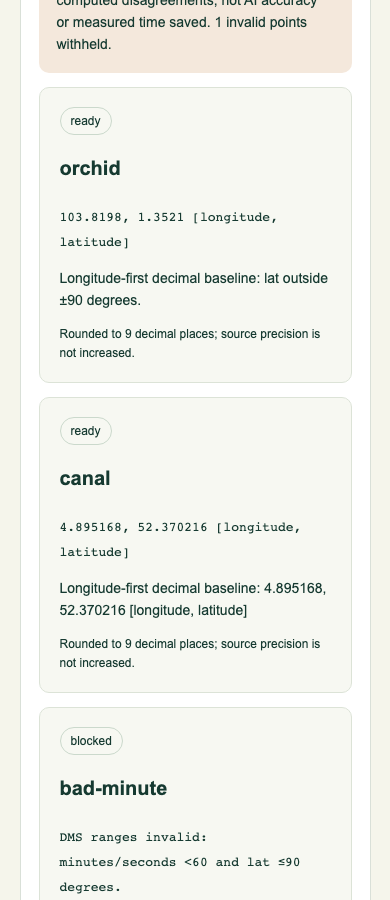 computed disagreements, not AI accuracy
or measured time saved. 1 invalid points
withheld.
ready
orchid
103.8198, 1.3521 [longitude,
latitude]
Longitude-first decimal baseline: lat outside
±90 degrees.
Rounded to 9 decimal places; source precision is
not increased.
ready
canal
4.895168, 52.370216 [longitude,
latitude]
Longitude-first decimal baseline: 4.895168,
52.370216 [longitude, latitude]
Rounded to 9 decimal places; source precision is
not increased.
blocked
bad-minute
DMS ranges invalid:
minutes/seconds <60 and lat ≤90
degrees.